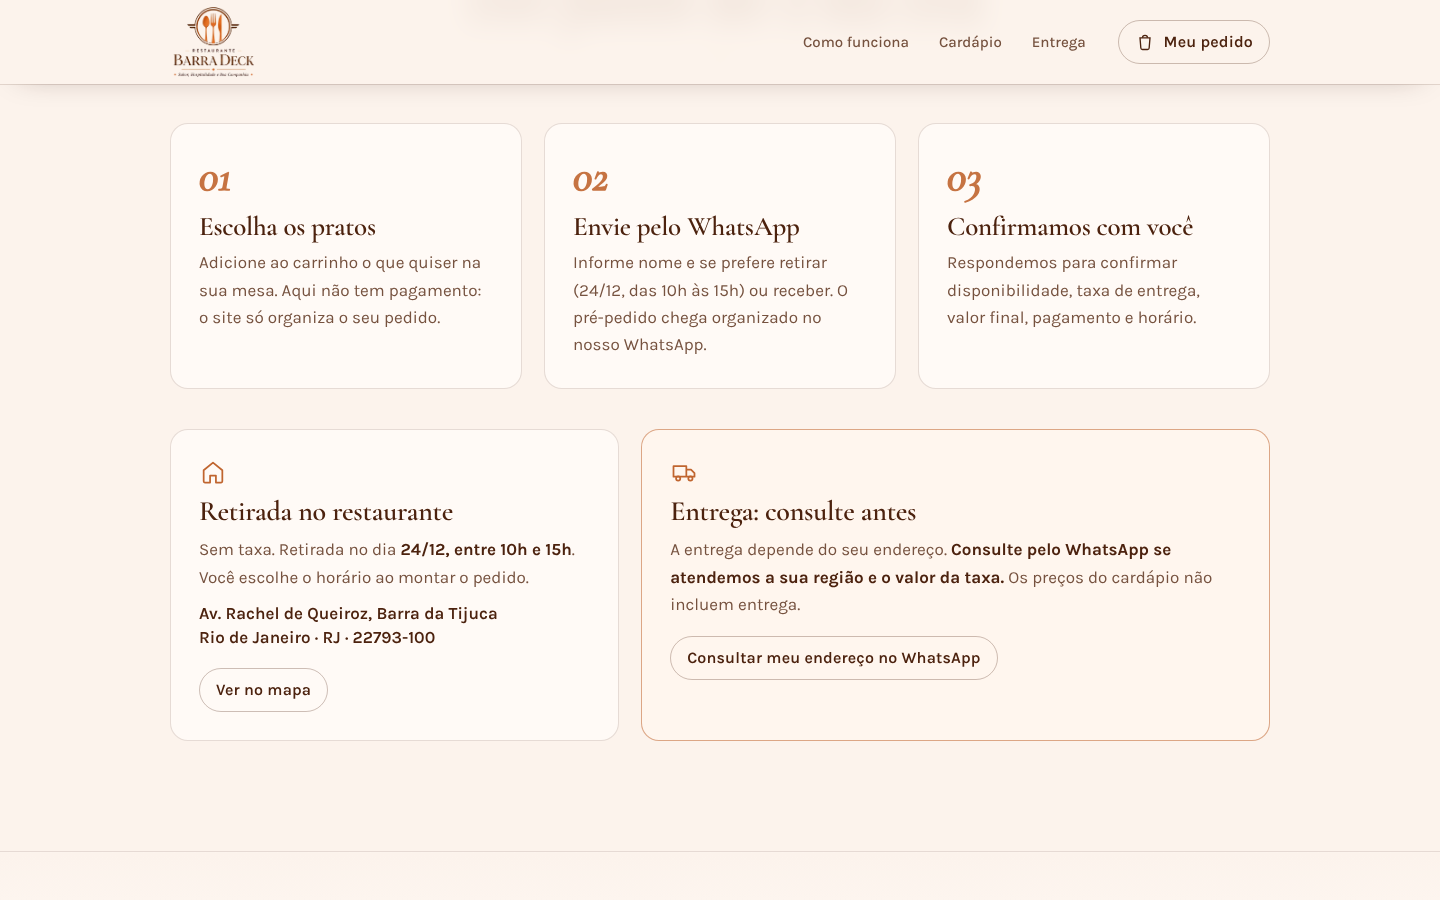 RESTAURANTE
BARRA DECK
Como funciona
Cardápio
Entrega
Meu pedido
01
Escolha os pratos
Adicione ao carrinho o que quiser na
sua mesa. Aqui não tem pagamento:
o site só organiza o seu pedido.
02
Envie pelo WhatsApp
Informe nome e se prefere retirar
(24/12, das 10h às 15h) ou receber. O
pré-pedido chega organizado no
nosso WhatsApp.
03
Confirmamos com você
Respondemos para confirmar
disponibilidade, taxa de entrega,
valor final, pagamento e horário.
Retirada no restaurante
Sem taxa. Retirada no dia 24/12, entre 10h e 15h.
Você escolhe o horário ao montar o pedido.
Av. Rachel de Queiroz, Barra da Tijuca
Rio de Janeiro · RJ · 22793-100
Ver no mapa
Entrega: consulte antes
A entrega depende do seu endereço. Consulte pelo WhatsApp se
atendemos a sua região e o valor da taxa. Os preços do cardápio não
incluem entrega.
Consultar meu endereço no WhatsApp